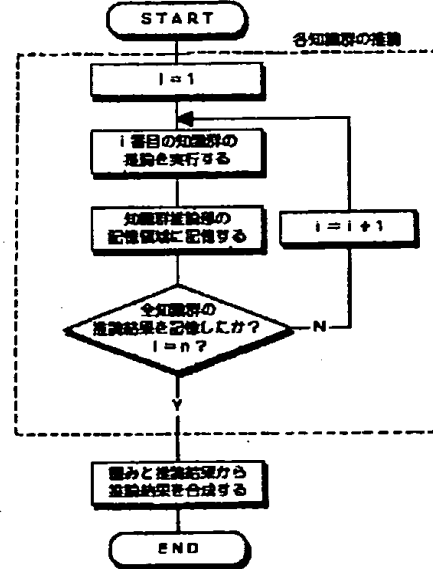 START
各知識群の推論
i=1
i番目の知識群の
推論を実行する
知識群推論部の
記憶領域に記憶する
i=i+1
全知識群の
推論結果を記憶したか?
i=n?
N
Y
重みと推論結果から
推論結果を合成する
END